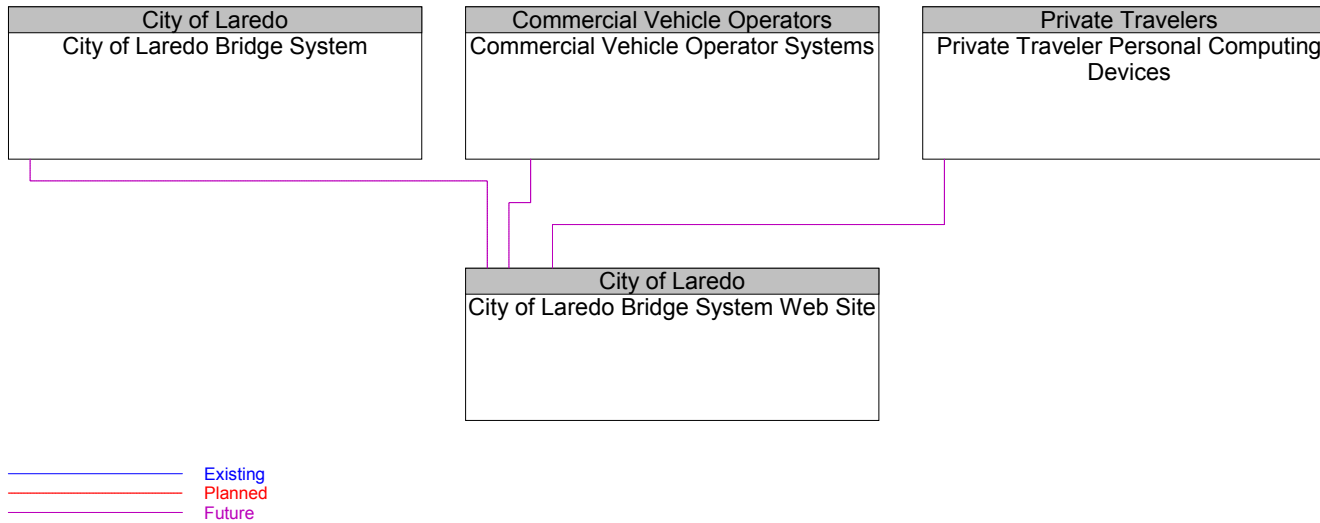 City of Laredo
City of Laredo Bridge System
Commercial Vehicle Operators
Commercial Vehicle Operator Systems
Private Travelers
Private Traveler Personal Computing
Devices
City of Laredo
City of Laredo Bridge System Web Site
Existing
Planned
Future